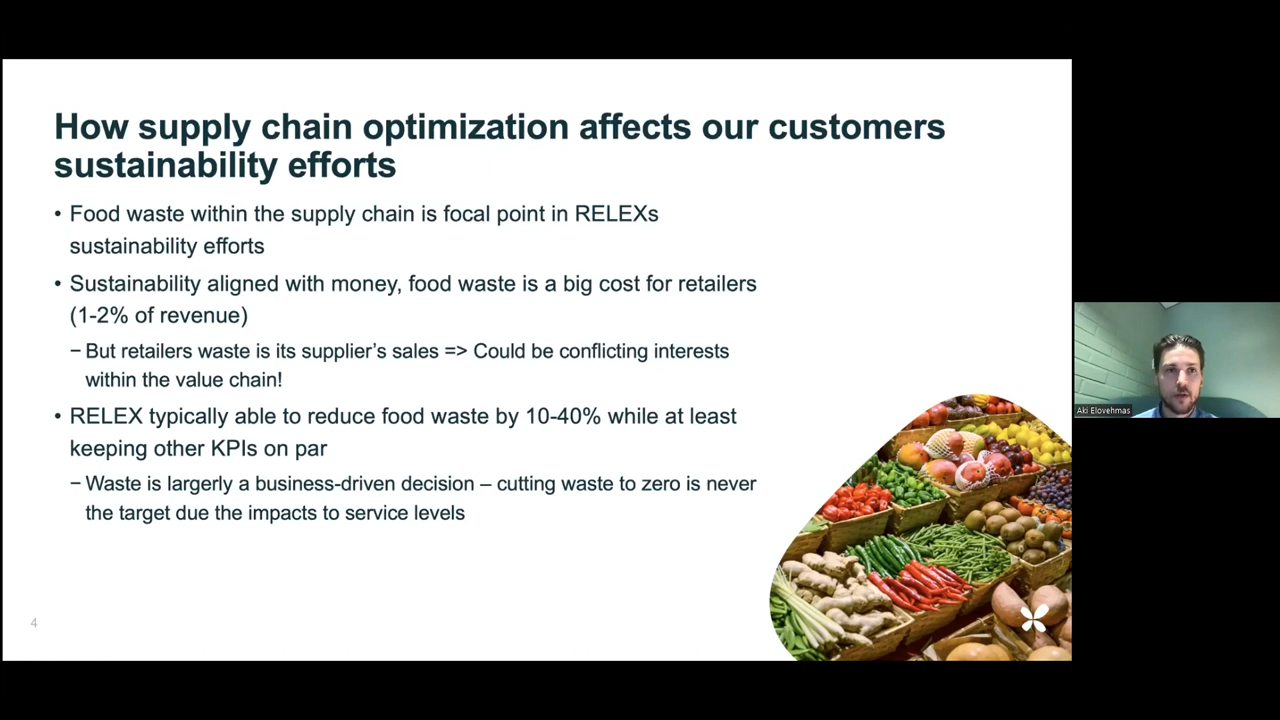 How supply chain optimization affects our customers
sustainability efforts
• Food waste within the supply chain is focal point in RELEXs
sustainability efforts
• Sustainability aligned with money, food waste is a big cost for retailers
(1-2% of revenue)
− But retailers waste is its supplier’s sales => Could be conflicting interests
within the value chain!
• RELEX typically able to reduce food waste by 10-40% while at least
keeping other KPIs on par
− Waste is largerly a business-driven decision – cutting waste to zero is never
the target due the impacts to service levels
4
Aki Elovehmas